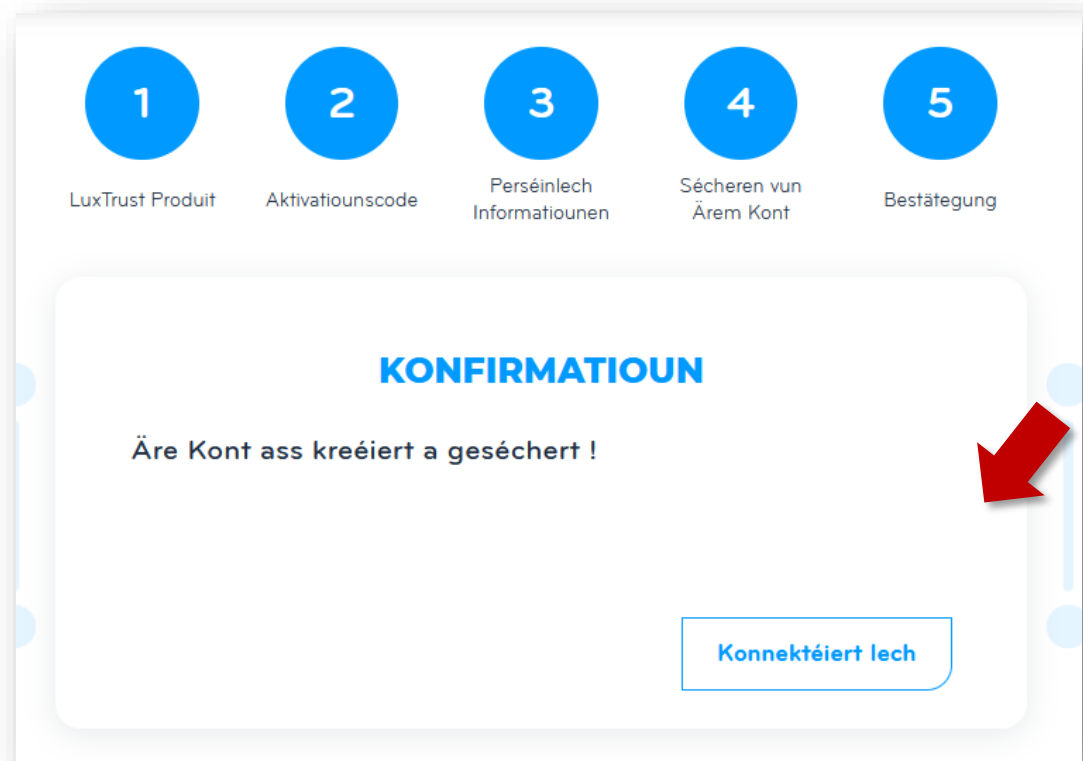 1
2
3
4
5
LuxTrust Produit
Aktivatiounscode
Perséinlech
Informatiounen
Sécheren vun
Ärem Kont
Bestätegung
KONFIRMATIOUN
Äre Kont ass kreéiert a geséchert !
Konnektéiert Iech